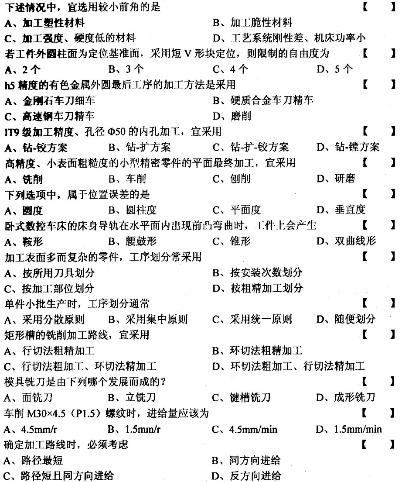 下述情况中，宜选用较小前角的是 【 】
A、加工塑性材料 B、加工脆性材料
C、加工强度、硬度低的材料 D、工艺系统刚性差、机床功率小
若工件外圆柱面为定位基准面，采用短 V 形块定位，则限制的自由度为 【 】
A、2 个 B、3 个 C、4 个 D、5 个
h5 精度的有色金属外圆最后工序的加工方法是采用 【 】
A、金刚石车刀细车 B、硬质合金车刀精车
C、高速钢车刀精车 D、磨削
IT9 级加工精度、孔径 Φ50 的内孔加工，宜采用 【 】
A、钻-铰方案 B、钻-扩方案 C、钻-扩-铰方案 D、钻-镗方案
高精度、小表面粗糙度的小型精密零件的平面最终加工，宜采用 【 】
A、铣削 B、车削 C、刨削 D、研磨
下列选项中，属于位置误差的是 【 】
A、圆度 B、圆柱度 C、平面度 D、垂直度
卧式数控车床的床身导轨在水平面内出现前凸弯曲时，工件上会产生 【 】
A、鞍形 B、腰鼓形 C、锥形 D、双曲线形
加工表面多而复杂的零件，工序划分常采用 【 】
A、按所用刀具划分 B、按安装次数划分
C、按加工部位划分 D、按粗精加工划分
单件小批生产时，工序划分通常 【 】
A、采用分散原则 B、采用集中原则 C、采用统一原则 D、随便划分
矩形槽的铣削加工路线，宜采用 【 】
A、行切法粗精加工 B、环切法粗精加工
C、行切法粗加工、环切法精加工 D、环切法粗加工、行切法精加工
模具铣刀是由下列哪个发展而成的？ 【 】
A、面铣刀 B、立铣刀 C、键槽铣刀 D、成形铣刀
车削 M30×4.5（P1.5）螺纹时，进给量应该为 【 】
A、4.5mm/r B、1.5mm/r C、4.5mm/min D、1.5mm/min
确定加工路线时，必须考虑 【 】
A、路径最短 B、同方向进给
C、路径短且同方向进给 D、反方向进给